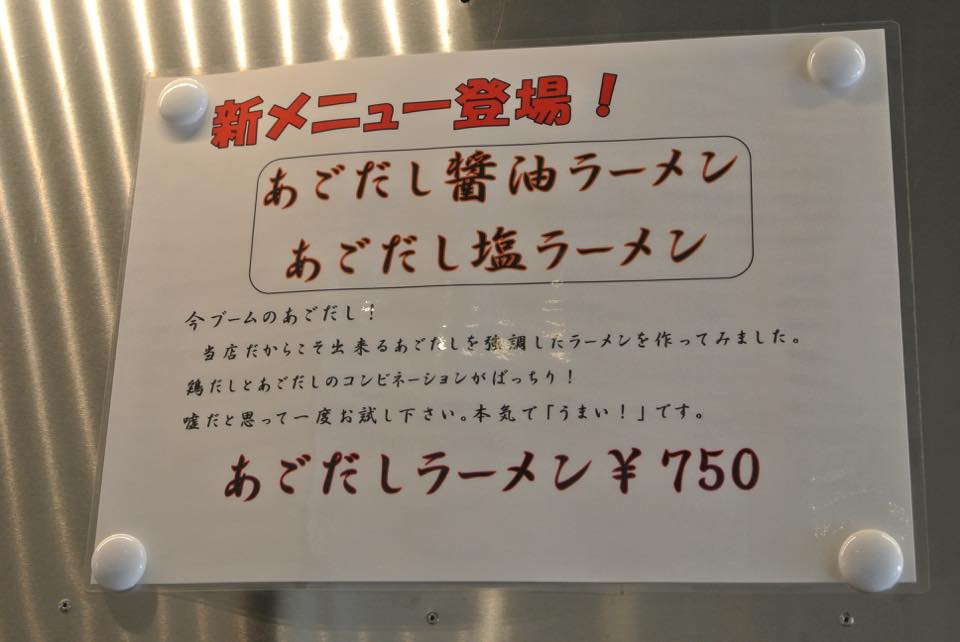 新メニュー登場！
あごだし醤油ラーメン
あごだし塩ラーメン
今ブームのあごだし！
当店だからこそ出来るあごだしを強調したラーメンを作ってみました。
鶏だしとあごだしのコンビネーションがばっちり！
嘘だと思って一度お試し下さい。本気で「うまい！」です。
あごだしラーメン￥750